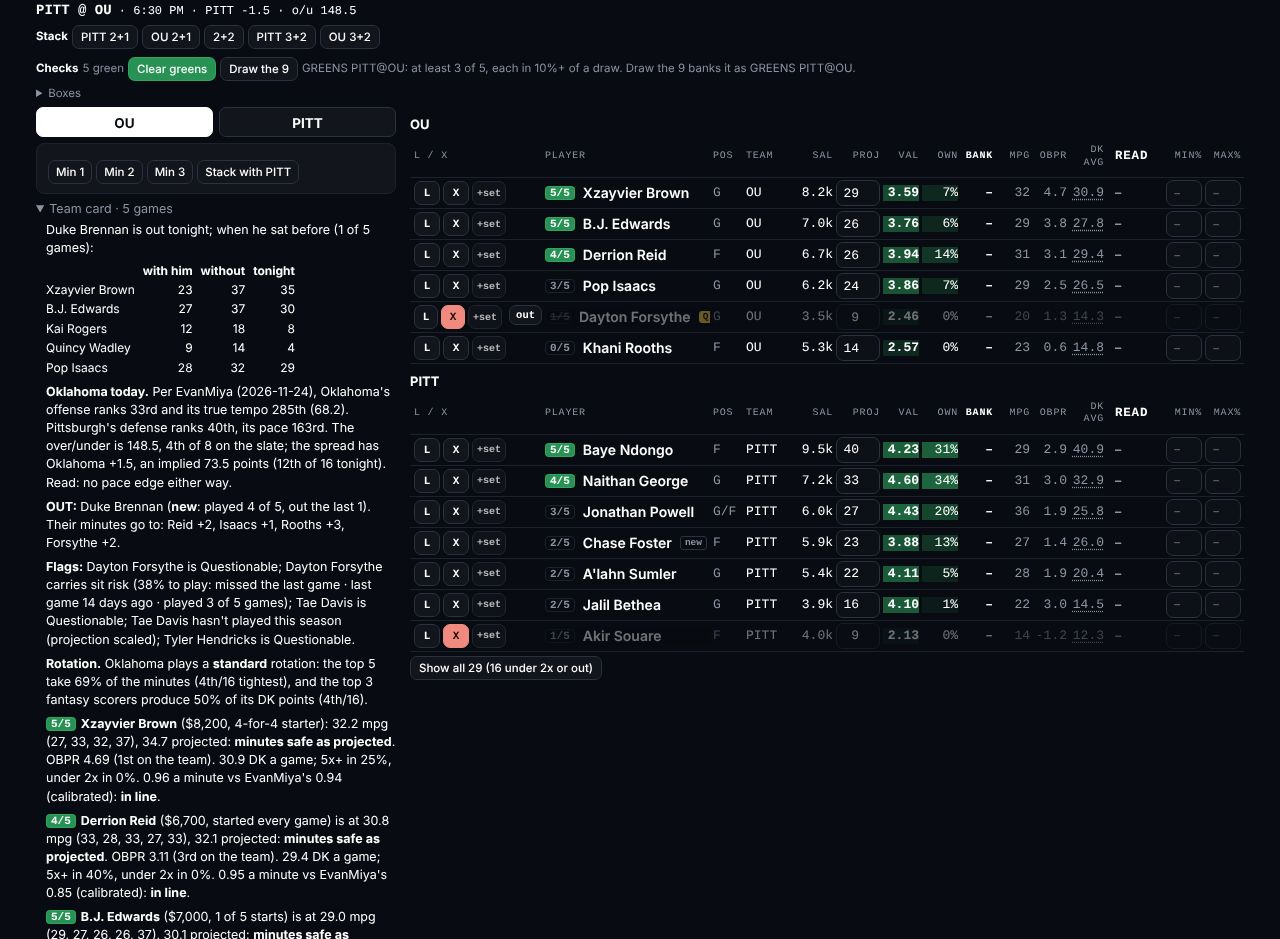 PITT @ OU · 6:30 PM · PITT -1.5 · o/u 148.5
Stack PITT 2+1 OU 2+1 2+2 PITT 3+2 OU 3+2
Checks 5 green Clear greens Draw the 9 GREENS PITT@OU: at least 3 of 5, each in 10%+ of a draw. Draw the 9 banks it as GREENS PITT@OU.
▶ Boxes
OU PITT
Min 1 Min 2 Min 3 Stack with PITT
▼ Team card · 5 games
Duke Brennan is out tonight; when he sat before (1 of 5
games):
with him without tonight
Xzayvier Brown 23 37 35
B.J. Edwards 27 37 30
Kai Rogers 12 18 8
Quincy Wadley 9 14 4
Pop Isaacs 28 32 29
Oklahoma today. Per EvanMiya (2026-11-24), Oklahoma's
offense ranks 33rd and its true tempo 285th (68.2).
Pittsburgh's defense ranks 40th, its pace 163rd. The
over/under is 148.5, 4th of 8 on the slate; the spread has
Oklahoma +1.5, an implied 73.5 points (12th of 16 tonight).
Read: no pace edge either way.
OUT: Duke Brennan (new: played 4 of 5, out the last 1).
Their minutes go to: Reid +2, Isaacs +1, Rooths +3,
Forsythe +2.
Flags: Dayton Forsythe is Questionable; Dayton Forsythe
carries sit risk (38% to play: missed the last game · last
game 14 days ago · played 3 of 5 games); Tae Davis is
Questionable; Tae Davis hasn't played this season
(projection scaled); Tyler Hendricks is Questionable.
Rotation. Oklahoma plays a standard rotation: the top 5
take 69% of the minutes (4th/16 tightest), and the top 3
fantasy scorers produce 50% of its DK points (4th/16).
5/5 Xzayvier Brown ($8,200, 4-for-4 starter): 32.2 mpg
(27, 33, 32, 37), 34.7 projected: minutes safe as projected.
OBPR 4.69 (1st on the team). 30.9 DK a game; 5x+ in 25%,
under 2x in 0%. 0.96 a minute vs EvanMiya's 0.94
(calibrated): in line.
4/5 Derrion Reid ($6,700, started every game) is at 30.8
mpg (33, 28, 33, 27, 33), 32.1 projected: minutes safe as
projected. OBPR 3.11 (3rd on the team). 29.4 DK a game;
5x+ in 40%, under 2x in 0%. 0.95 a minute vs EvanMiya's
0.85 (calibrated): in line.
5/5 B.J. Edwards ($7,000, 1 of 5 starts) is at 29.0 mpg
(29, 27, 26, 26, 37), 30.1 projected: minutes safe as
OU
L / X PLAYER POS TEAM SAL PROJ VAL OWN BANK MPG OBPR DK AVG READ MIN% MAX%
L X +set 5/5 Xzayvier Brown G OU 8.2k 29 3.59 7% – 32 4.7 30.9 – – –
L X +set 5/5 B.J. Edwards G OU 7.0k 26 3.76 6% – 29 3.8 27.8 – – –
L X +set 4/5 Derrion Reid F OU 6.7k 26 3.94 14% – 31 3.1 29.4 – – –
L X +set 3/5 Pop Isaacs G OU 6.2k 24 3.86 7% – 29 2.5 26.5 – – –
L X +set out 1/5 Dayton Forsythe Q G OU 3.5k 9 2.46 0% – 20 1.3 14.3 – – –
L X +set 0/5 Khani Rooths F OU 5.3k 14 2.57 0% – 23 0.6 14.8 – – –
PITT
L / X PLAYER POS TEAM SAL PROJ VAL OWN BANK MPG OBPR DK AVG READ MIN% MAX%
L X +set 5/5 Baye Ndongo F PITT 9.5k 40 4.23 31% – 29 2.9 40.9 – – –
L X +set 4/5 Naithan George G PITT 7.2k 33 4.60 34% – 31 3.0 32.9 – – –
L X +set 3/5 Jonathan Powell G/F PITT 6.0k 27 4.43 20% – 36 1.9 25.8 – – –
L X +set 2/5 Chase Foster new F PITT 5.9k 23 3.88 13% – 27 1.4 26.0 – – –
L X +set 2/5 A'lahn Sumler G PITT 5.4k 22 4.11 5% – 28 1.9 20.4 – – –
L X +set 2/5 Jalil Bethea G PITT 3.9k 16 4.10 1% – 22 3.0 14.5 – – –
L X +set 1/5 Akir Souare F PITT 4.0k 9 2.13 0% – 14 -1.2 12.3 – – –
Show all 29 (16 under 2x or out)